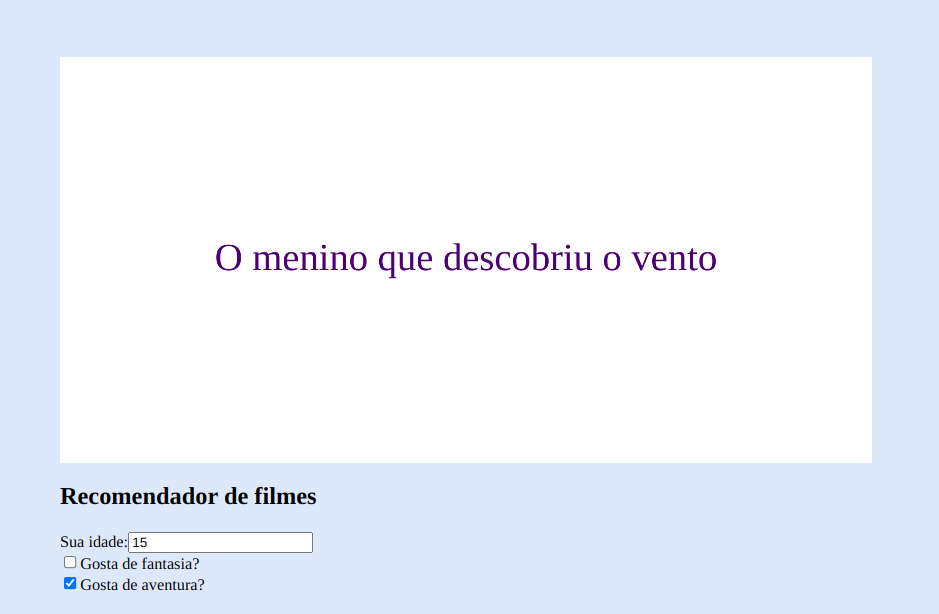 O menino que descobriu o vento
Recomendador de filmes
Sua idade:15
Gosta de fantasia?
Gosta de aventura?